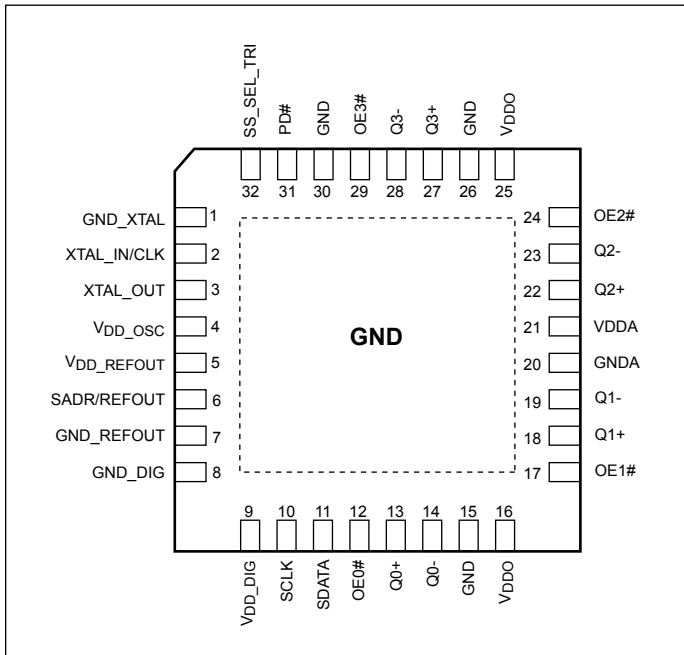 SS_SEL_TRI
PD#
GND
OE3#
Q3-
Q3+
GND
VDDO
32 31 30 29 28 27 26 25
GND_XTAL 1
XTAL_IN/CLK 2
XTAL_OUT 3
VDD_OSC 4
VDD_REFOUT 5
SADR/REFOUT 6
GND_REFOUT 7
GND_DIG 8
GND
24 OE2#
23 Q2-
22 Q2+
21 VDDA
20 GNDA
19 Q1-
18 Q1+
17 OE1#
9 10 11 12 13 14 15 16
VDD_DIG
SCLK
SDATA
OE0#
Q0+
Q0-
GND
VDDO